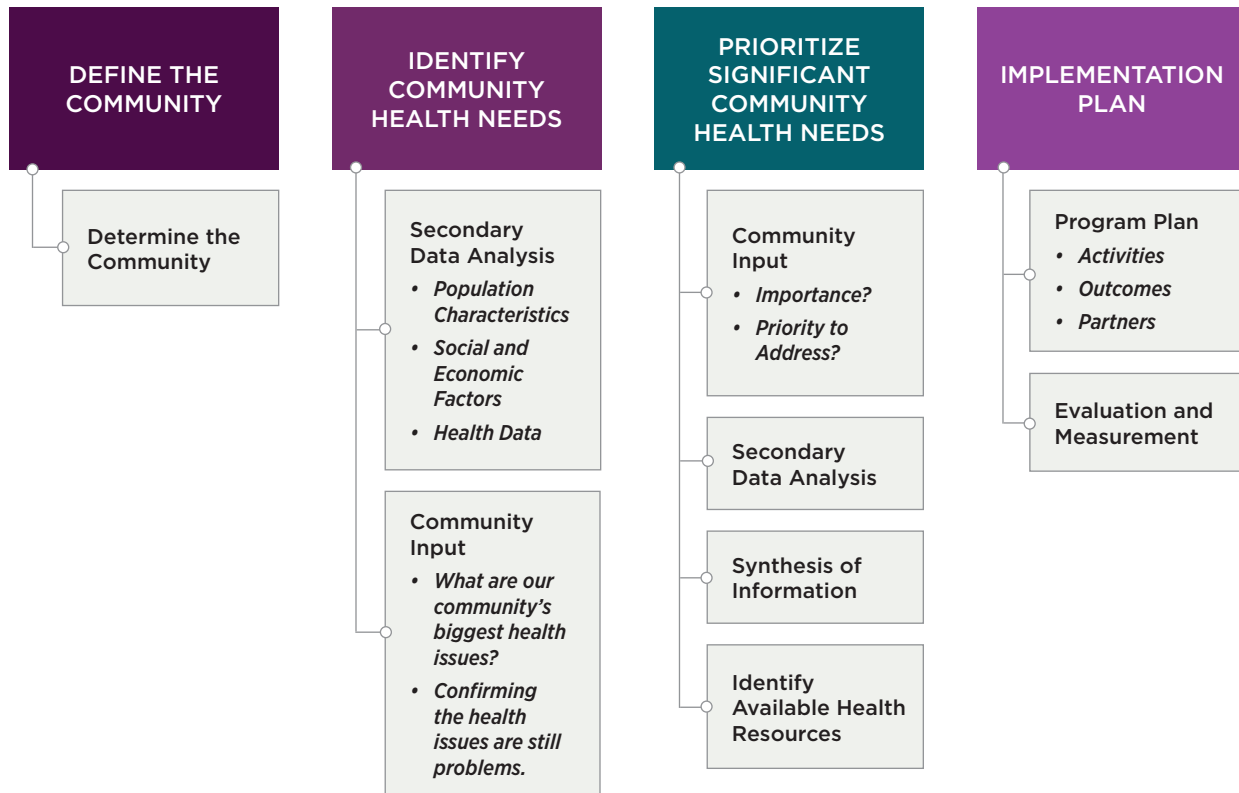 DEFINE THE
COMMUNITY
Determine the
Community
IDENTIFY
COMMUNITY
HEALTH NEEDS
Secondary
Data Analysis
• Population
Characteristics
• Social and
Economic
Factors
• Health Data
Community
Input
• What are our
community’s
biggest health
issues?
• Confirming
the health
issues are still
problems.
PRIORITIZE
SIGNIFICANT
COMMUNITY
HEALTH NEEDS
Community
Input
• Importance?
• Priority to
Address?
Secondary
Data Analysis
Synthesis of
Information
Identify
Available Health
Resources
IMPLEMENTATION
PLAN
Program Plan
• Activities
• Outcomes
• Partners
Evaluation and
Measurement